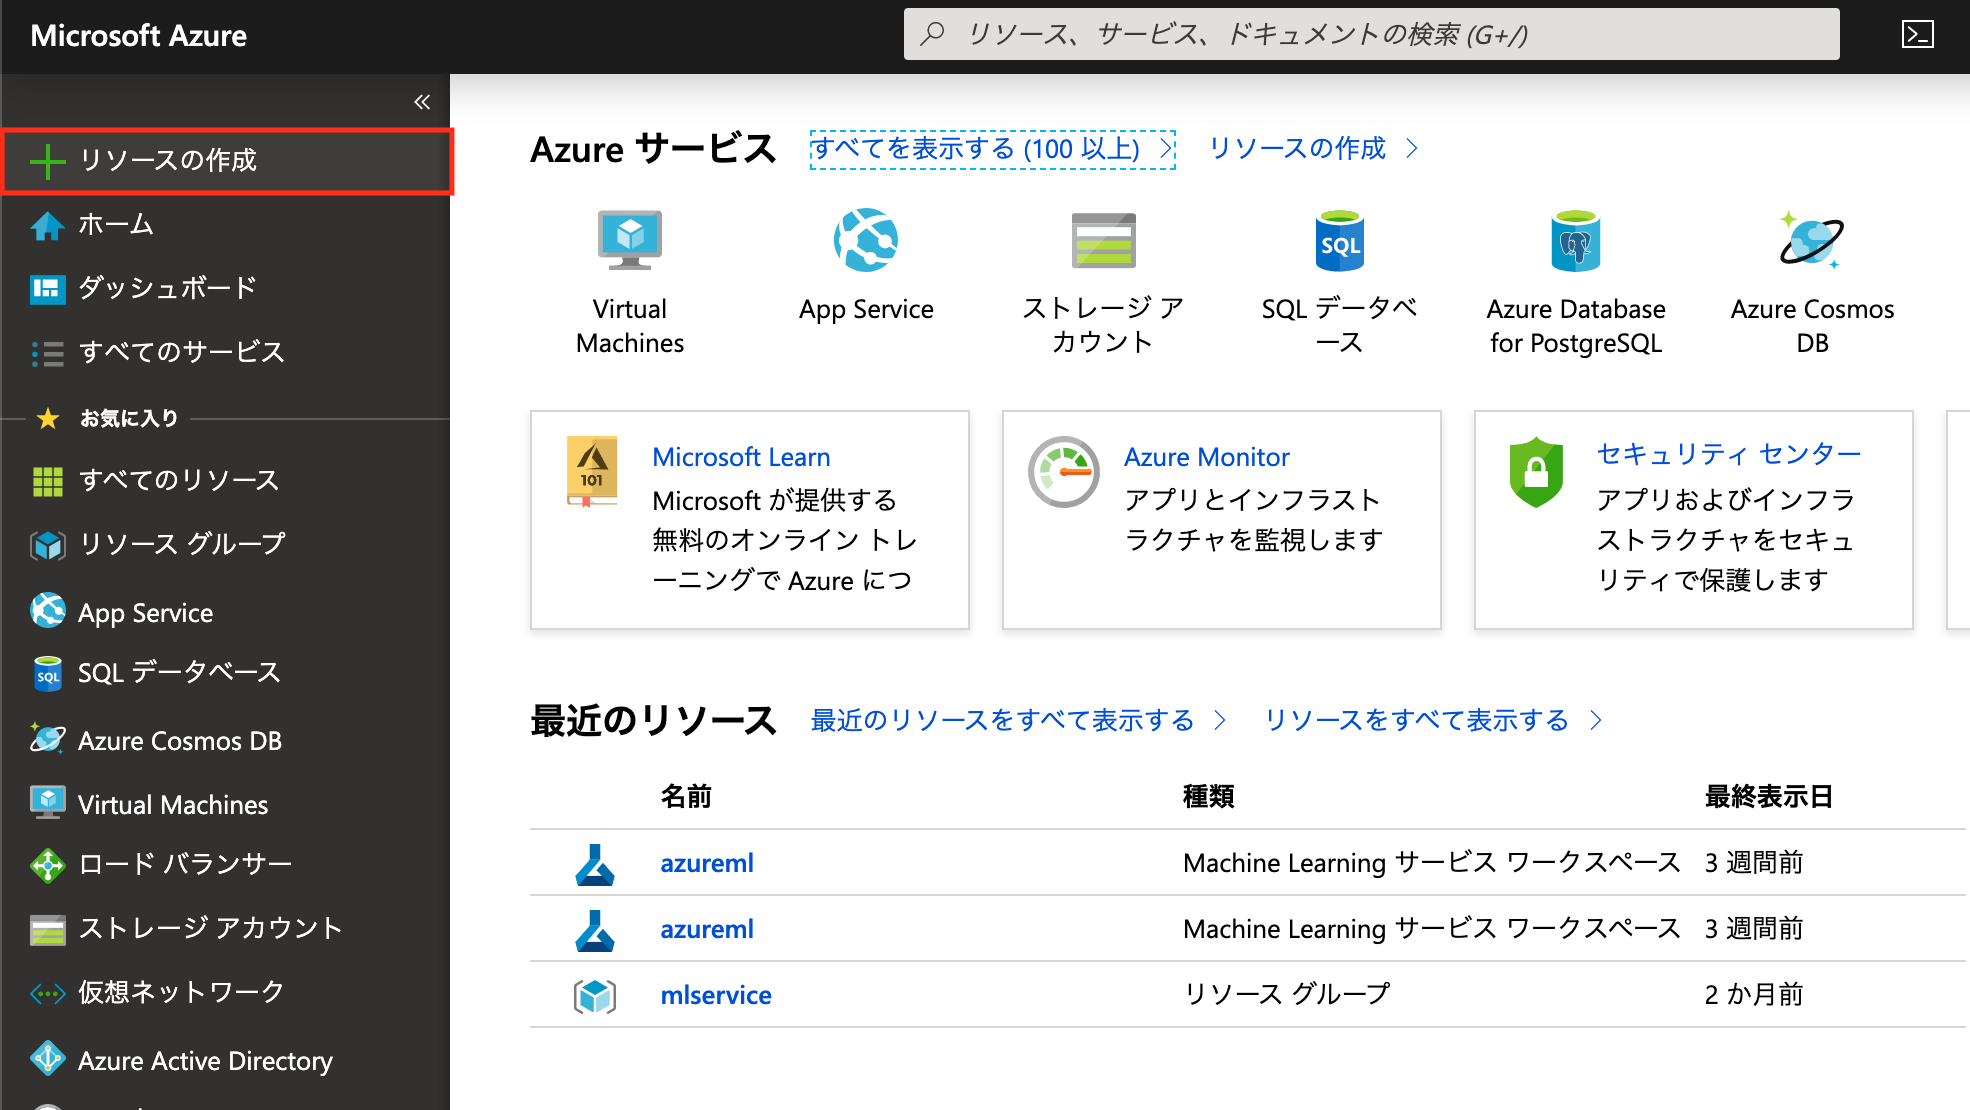 Microsoft Azure
リソース、サービス、ドキュメントの検索 (G+/)
リソースの作成
ホーム
ダッシュボード
すべてのサービス
お気に入り
すべてのリソース
リソース グループ
App Service
SQL データベース
Azure Cosmos DB
Virtual Machines
ロード バランサー
ストレージ アカウント
仮想ネットワーク
Azure Active Directory
Azure サービス
すべてを表示する (100 以上)
リソースの作成
Virtual
Machines
App Service
ストレージ ア
カウント
SQL
SQL データベ
ース
Azure Database
for PostgreSQL
Azure Cosmos
DB
101
Microsoft Learn
Microsoft が提供する
無料のオンライン トレ
ーニングで Azure につ
Azure Monitor
アプリとインフラスト
ラクチャを監視します
セキュリティ センター
アプリおよびインフラ
ストラクチャをセキュ
リティで保護します
最近のリソース
最近のリソースをすべて表示する
リソースをすべて表示する
名前 種類 最終表示日
azureml Machine Learning サービス ワークスペース 3 週間前
azureml Machine Learning サービス ワークスペース 3 週間前
mlservice リソース グループ 2 か月前